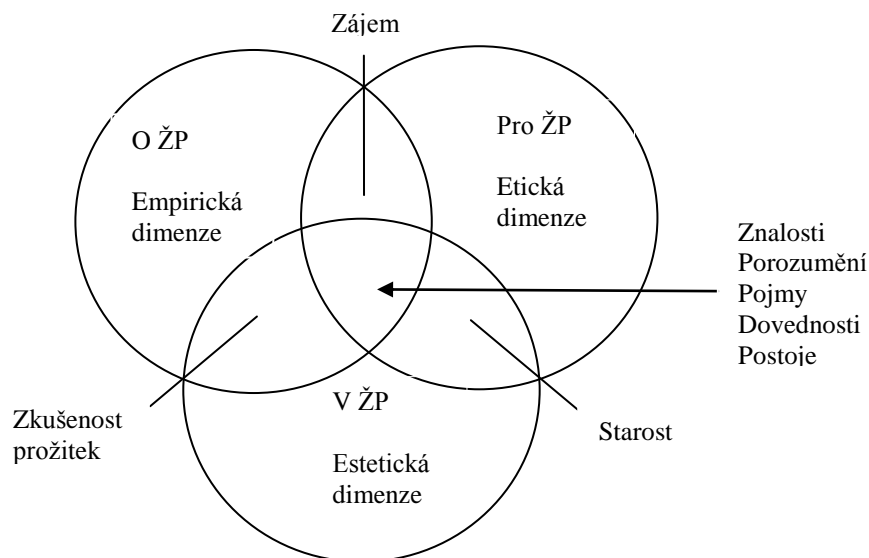 Zájem
O ŽP
Empirická
dimenze
Pro ŽP
Etická
dimenze
Znalosti
Porozumění
Pojmy
Dovednosti
Postoje
Zkušenost
prožitek
V ŽP
Estetická
dimenze
Starost